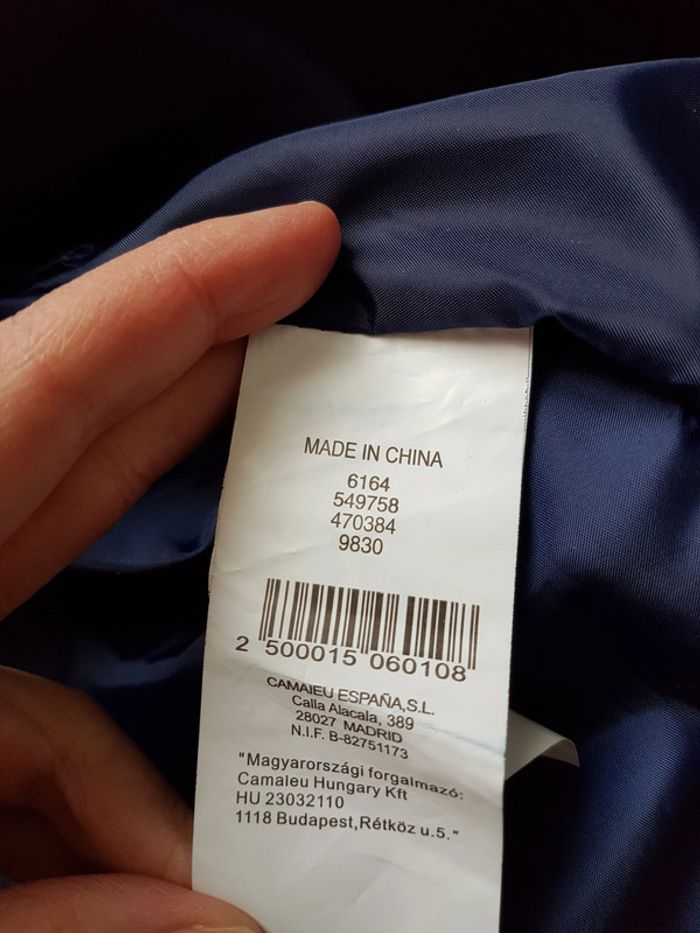 MADE IN CHINA
6164
549758
470384
9830
2 500015 060108
CAMAIEU ESPAÑA,S.L.
Calla Alacala, 389
28027 MADRID
N.I.F. B-82751173
"Magyarországi forgalmazó:
Camaleu Hungary Kft
HU 23032110
1118 Budapest,Rétköz u.5."